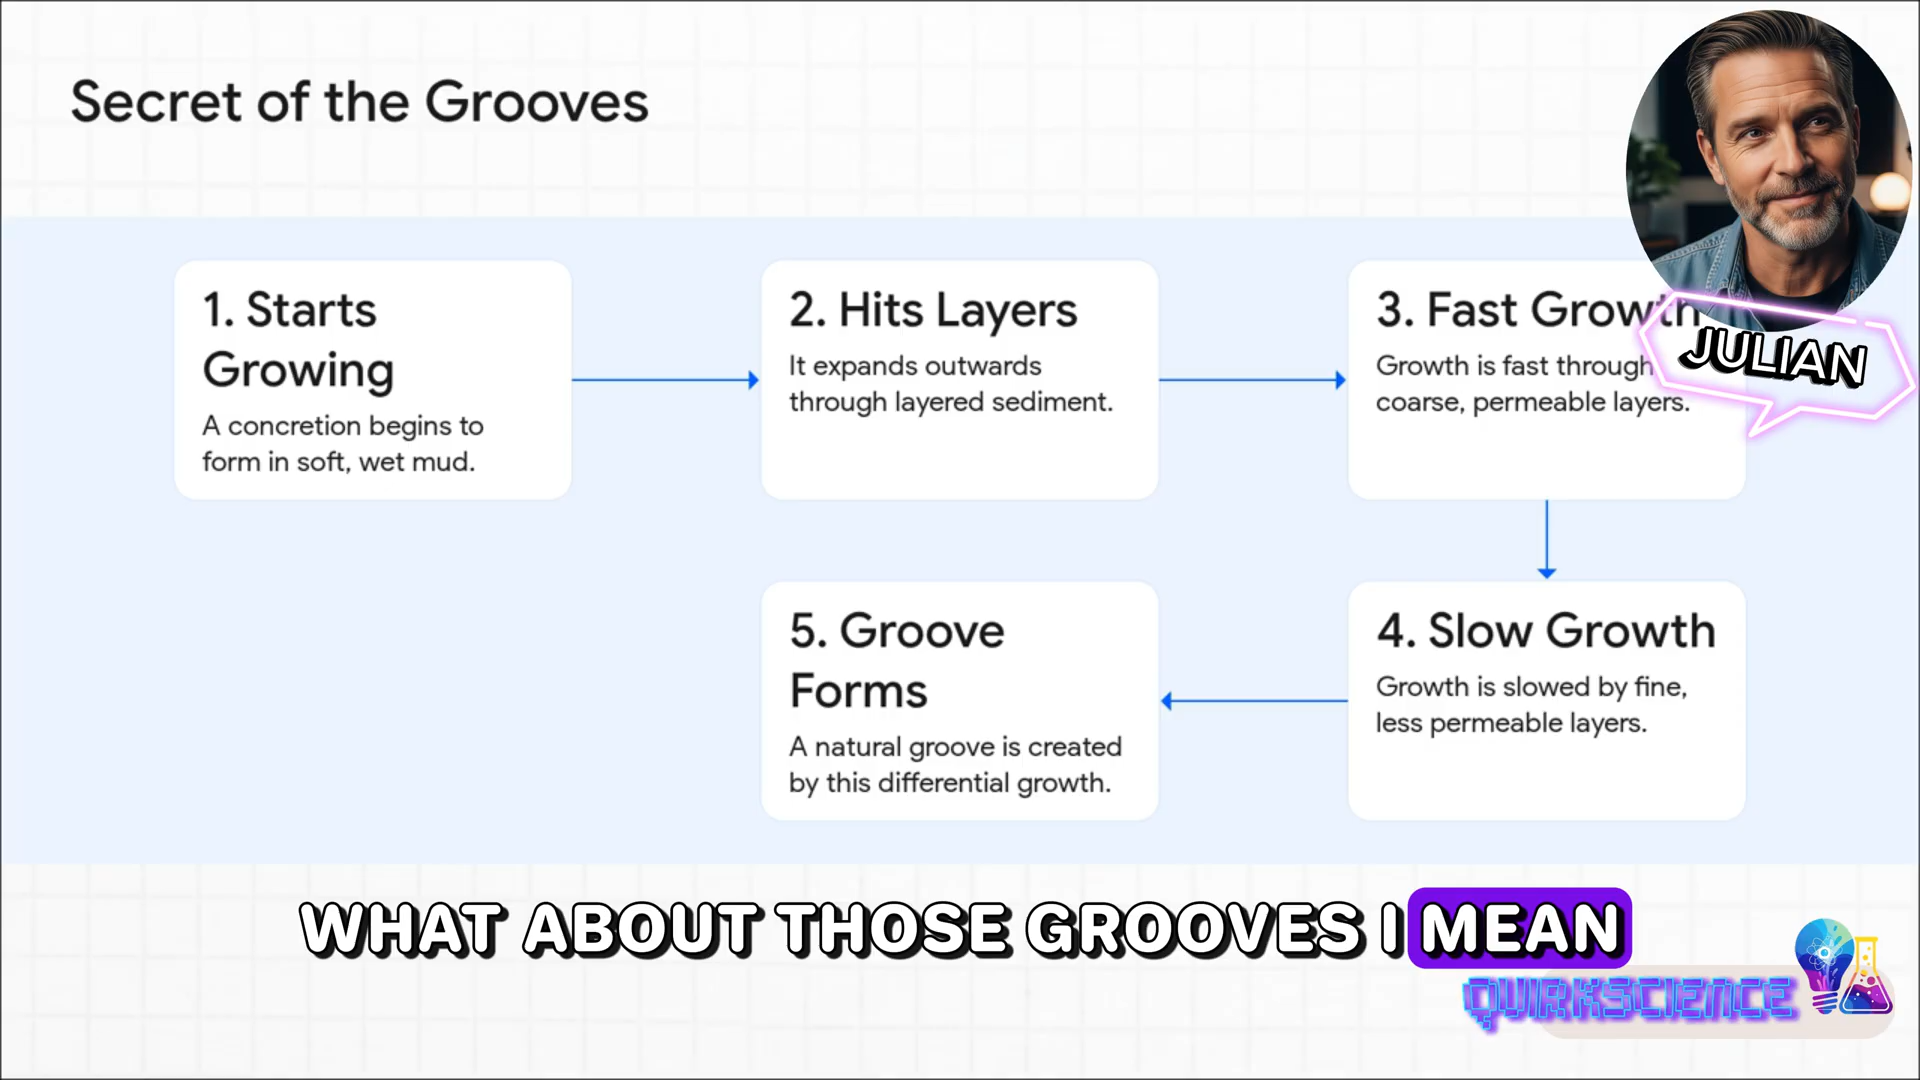 Secret of the Grooves
1. Starts
Growing
A concretion begins to
form in soft, wet mud.
2. Hits Layers
It expands outwards
through layered sediment.
3. Fast Growth
Growth is fast through
coarse, permeable layers.
JULIAN
4. Slow Growth
Growth is slowed by fine,
less permeable layers.
5. Groove
Forms
A natural groove is created
by this differential growth.
WHAT ABOUT THOSE GROOVES I MEAN
QUIRKSCIENCE